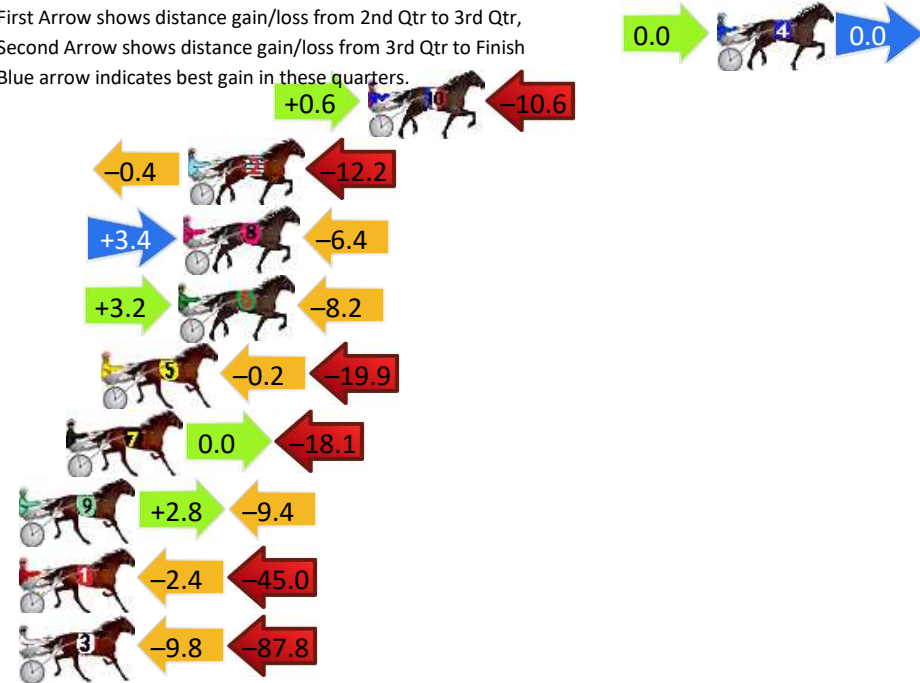 First Arrow shows distance gain/loss from 2nd Qtr to 3rd Qtr,
Second Arrow shows distance gain/loss from 3rd Qtr to Finish
Blue arrow indicates best gain in these quarters.
0.0 4 0.0
+0.6 10 –10.6
–0.4 2 –12.2
+3.4 8 –6.4
+3.2 6 –8.2
5 –0.2 –19.9
7 0.0 –18.1
9 +2.8 –9.4
1 –2.4 –45.0
3 –9.8 –87.8